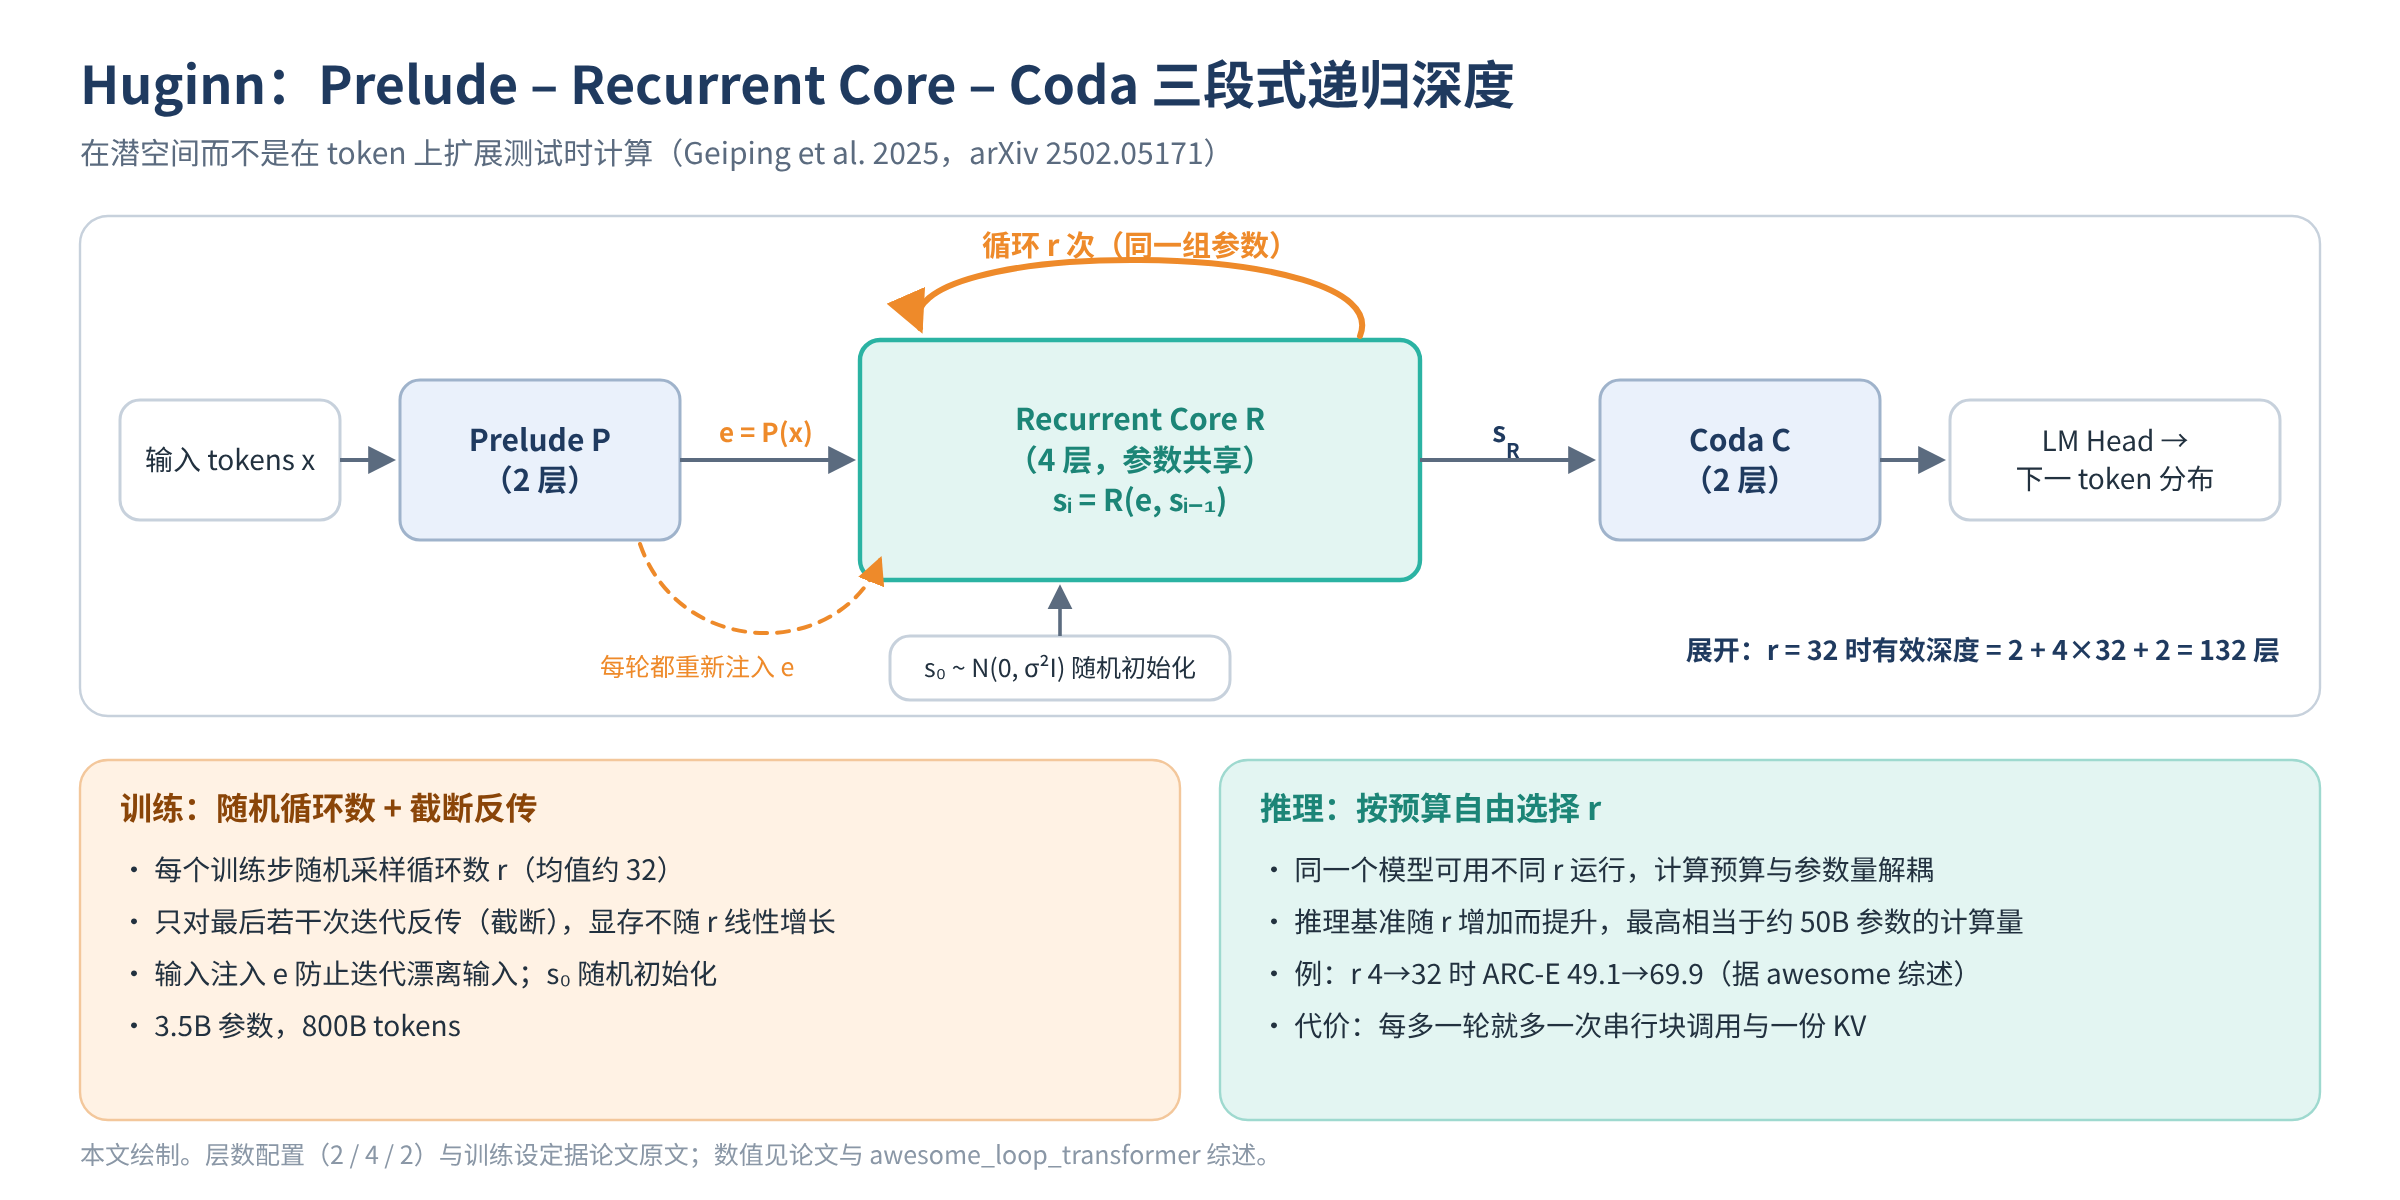 Huginn：Prelude – Recurrent Core – Coda 三段式递归深度
在潜空间而不是在 token 上扩展测试时计算（Geiping et al. 2025，arXiv 2502.05171）
循环 r 次（同一组参数）
输入 tokens x
Prelude P
（2 层）
e = P(x)
Recurrent Core R
（4 层，参数共享）
sᵢ = R(e, sᵢ₋₁)
s_R
Coda C
（2 层）
LM Head →
下一 token 分布
每轮都重新注入 e
s₀ ~ N(0, σ²I) 随机初始化
展开：r = 32 时有效深度 = 2 + 4×32 + 2 = 132 层
训练：随机循环数 + 截断反传
・ 每个训练步随机采样循环数 r（均值约 32）
・ 只对最后若干次迭代反传（截断），显存不随 r 线性增长
・ 输入注入 e 防止迭代漂离输入；s₀ 随机初始化
・ 3.5B 参数，800B tokens
推理：按预算自由选择 r
・ 同一个模型可用不同 r 运行，计算预算与参数量解耦
・ 推理基准随 r 增加而提升，最高相当于约 50B 参数的计算量
・ 例：r 4→32 时 ARC-E 49.1→69.9（据 awesome 综述）
・ 代价：每多一轮就多一次串行块调用与一份 KV
本文绘制。层数配置（2 / 4 / 2）与训练设定据论文原文；数值见论文与 awesome_loop_transformer 综述。